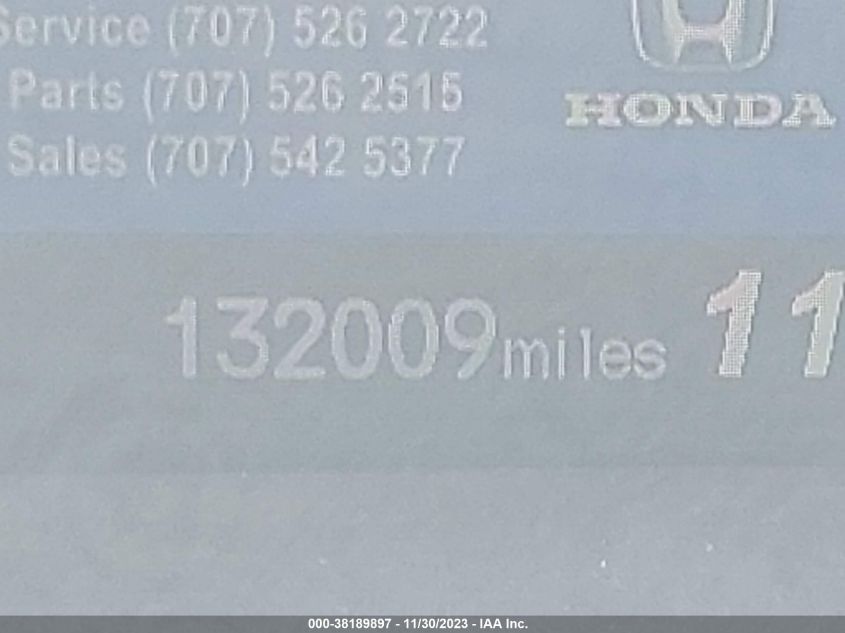 Service (707) 526 2722
Parts (707) 526 2515
Sales (707) 542 5377
HONDA
132009miles 11
000-38189897 - 11/30/2023 - IAA Inc.